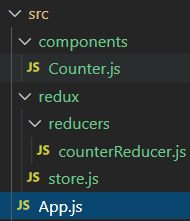 src
components
JS Counter.js
redux
reducers
JS counterReducer.js
JS store.js
JS App.js